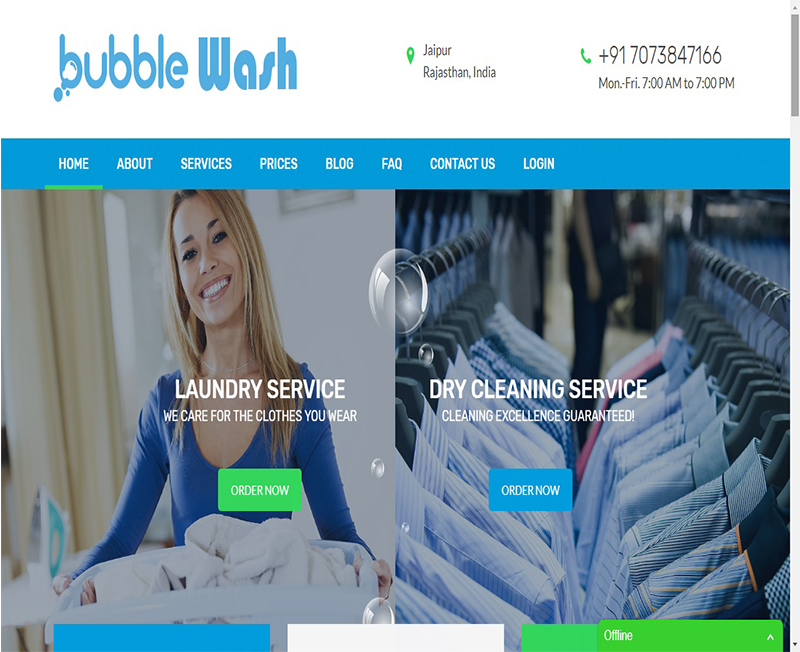 bubble Wash
Jaipur
Rajasthan, India
+91 7073847166
Mon.-Fri. 7:00 AM to 7:00 PM
HOME ABOUT SERVICES PRICES BLOG FAQ CONTACT US LOGIN
LAUNDRY SERVICE
WE CARE FOR THE CLOTHES YOU WEAR
ORDER NOW
DRY CLEANING SERVICE
CLEANING EXCELLENCE GUARANTEED!
ORDER NOW
Offline